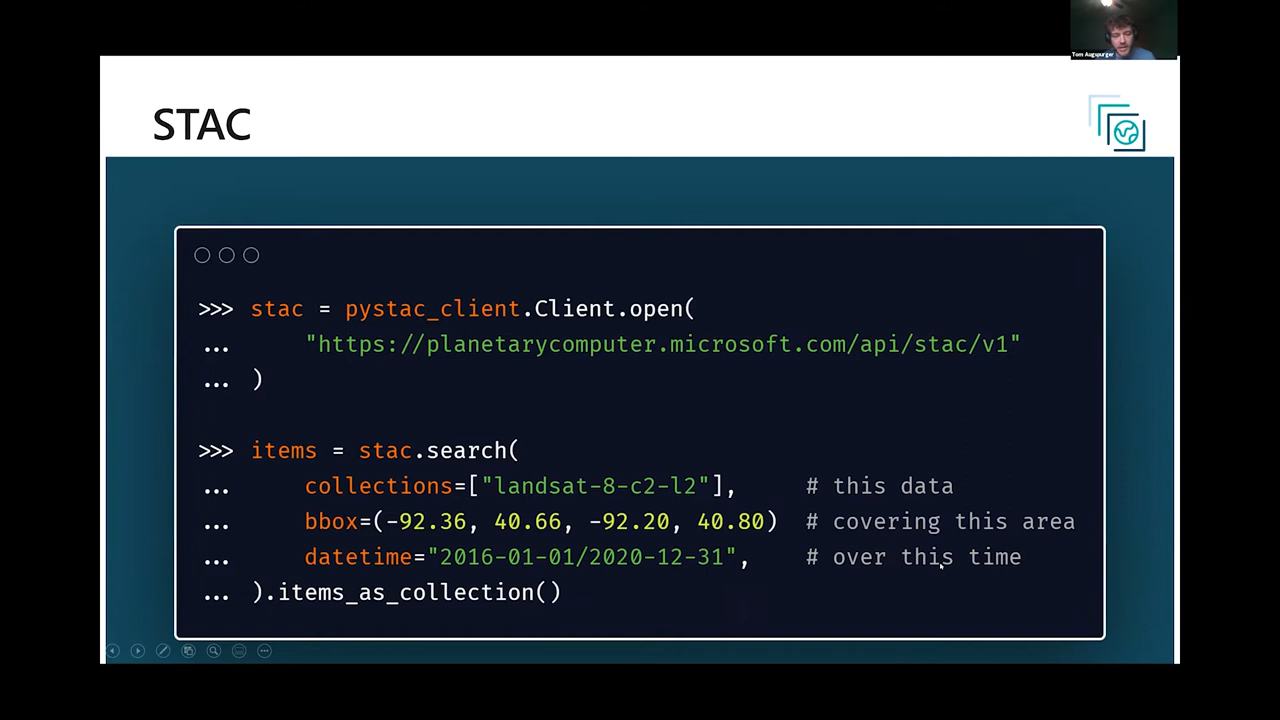 Tom Augspurger
STAC
>>> stac = pystac_client.Client.open(
...     "https://planetarycomputer.microsoft.com/api/stac/v1"
... )
>>> items = stac.search(
...     collections=["landsat-8-c2-l2"],     # this data
...     bbox=(-92.36, 40.66, -92.20, 40.80)  # covering this area
...     datetime="2016-01-01/2020-12-31",    # over this time
... ).items_as_collection()